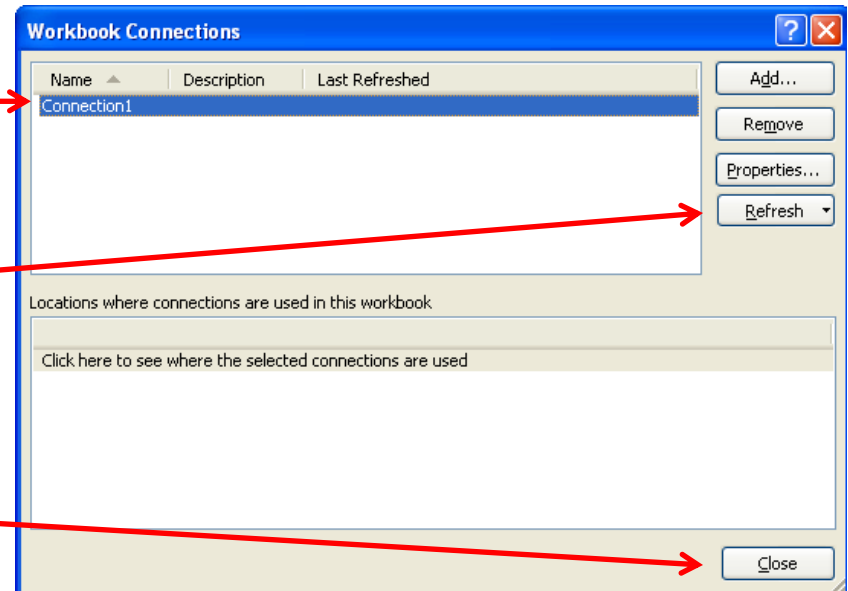 Workbook Connections
?
Name Description Last Refreshed
Connection1
Add...
Remove
Properties...
Refresh
Locations where connections are used in this workbook
Click here to see where the selected connections are used
Close